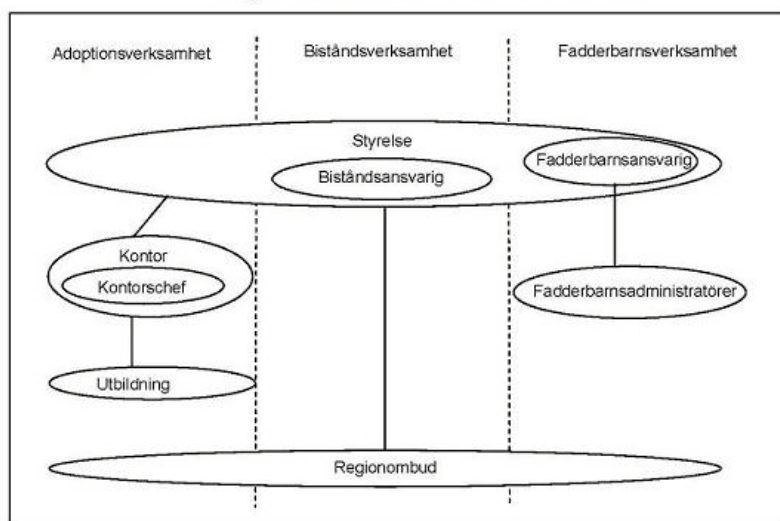 Adoptionsverksamhet
Biståndsverksamhet
Fadderbarnsverksamhet
Styrelse
Fadderbarnsansvarig
Biståndsansvarig
Kontor
Kontorschef
Fadderbarnsadministratörer
Utbildning
Regionombud